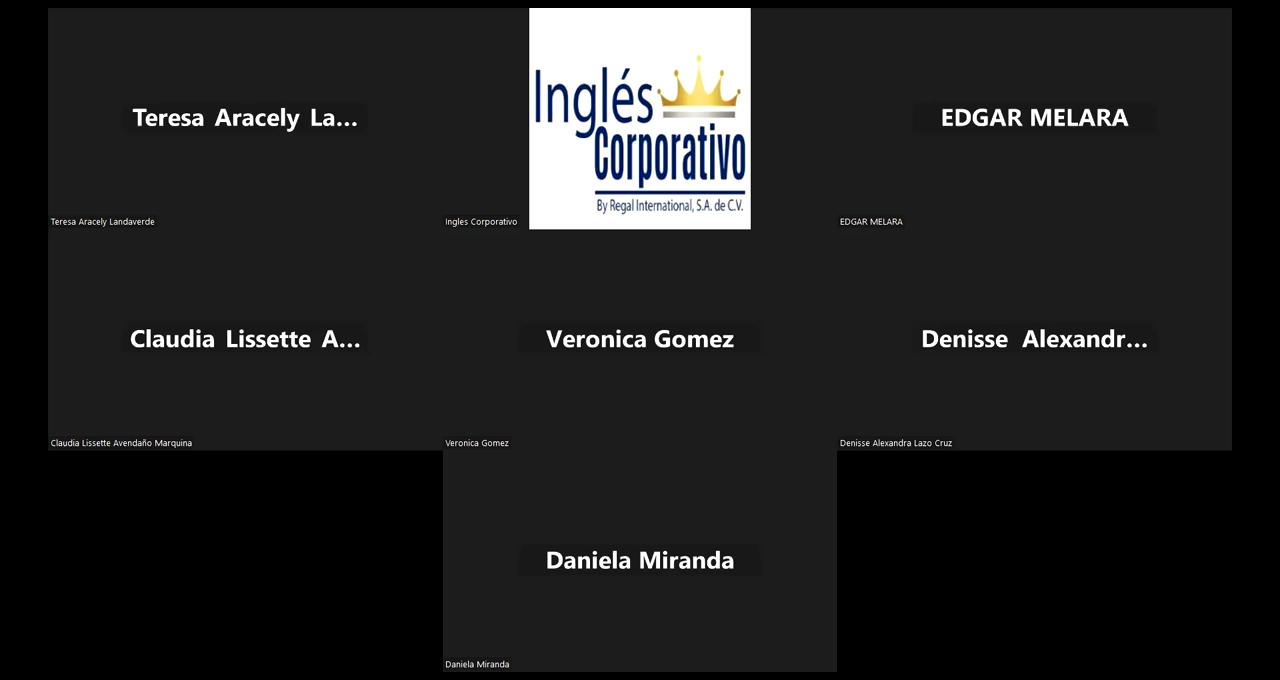 Teresa Aracely La...
Teresa Aracely Landaverde
Inglés
Corporativo
By Regal International, S.A. de C.V.
Ingles Corporativo
EDGAR MELARA
EDGAR MELARA
Claudia Lissette A...
Claudia Lissette Avendaño Marquina
Veronica Gomez
Veronica Gomez
Denisse Alexandr...
Denisse Alexandra Lazo Cruz
Daniela Miranda
Daniela Miranda